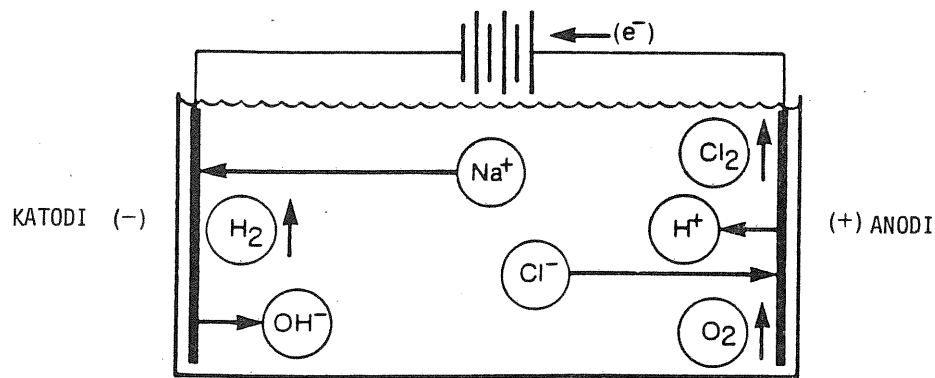 (e⁻)
Na⁺
Cl₂
KATODI (-)
H₂
H⁺
(+) ANODI
Cl⁻
OH⁻
O₂